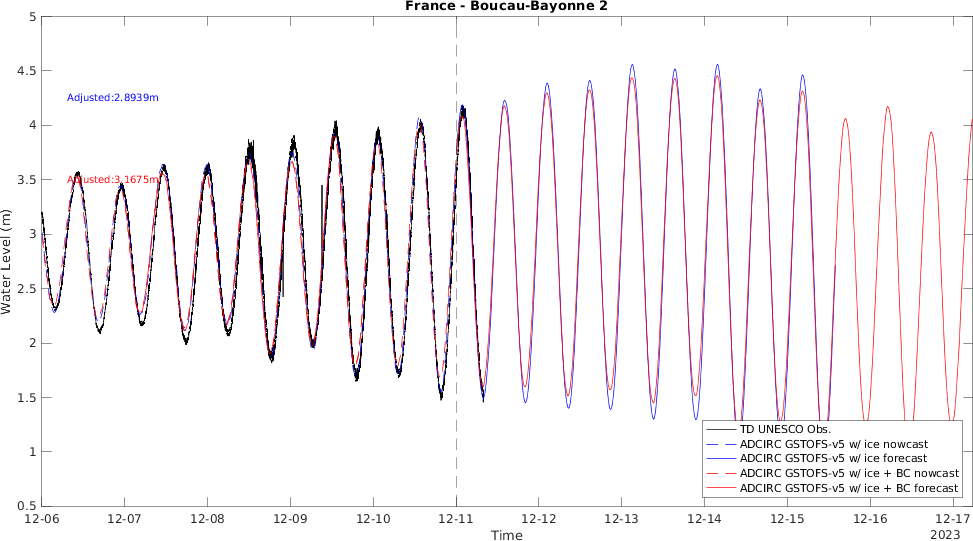 France - Boucau-Bayonne 2
5
4.5
4
3.5
3
2.5
2
1.5
1
0.5
Water Level (m)
Adjusted:2.8939m
Adjusted:3.1675m
TD UNESCO Obs.
ADCIRC GSTOFS-v5 w/ ice nowcast
ADCIRC GSTOFS-v5 w/ ice forecast
ADCIRC GSTOFS-v5 w/ ice + BC nowcast
ADCIRC GSTOFS-v5 w/ ice + BC forecast
12-06 12-07 12-08 12-09 12-10 12-11 12-12 12-13 12-14 12-15 12-16 12-17
Time
2023